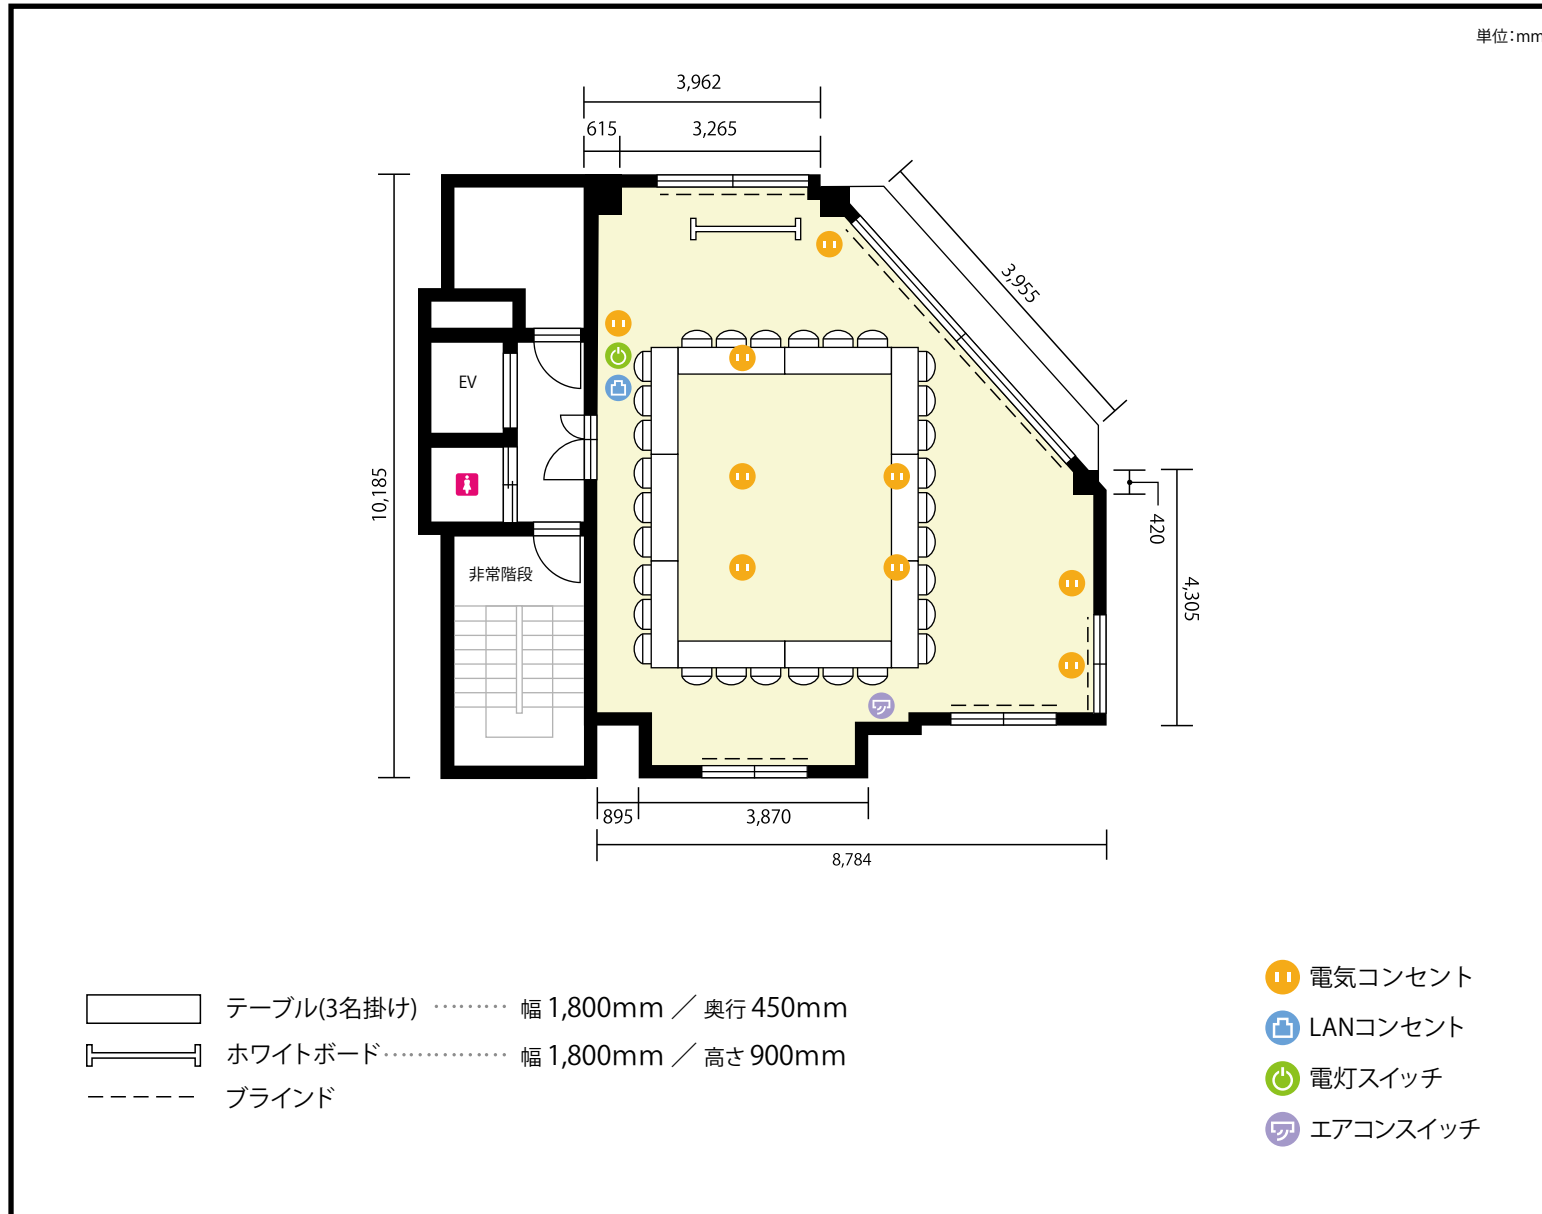 単位：mm
3,962
615
3,265
3,955
EV
10,185
420
非常階段
4,305
895
3,870
8,784
テーブル(3名掛け) ········· 幅 1,800mm ／ 奥行 450mm
ホワイトボード ··············· 幅 1,800mm ／ 高さ 900mm
ブラインド
電気コンセント
LANコンセント
電灯スイッチ
エアコンスイッチ